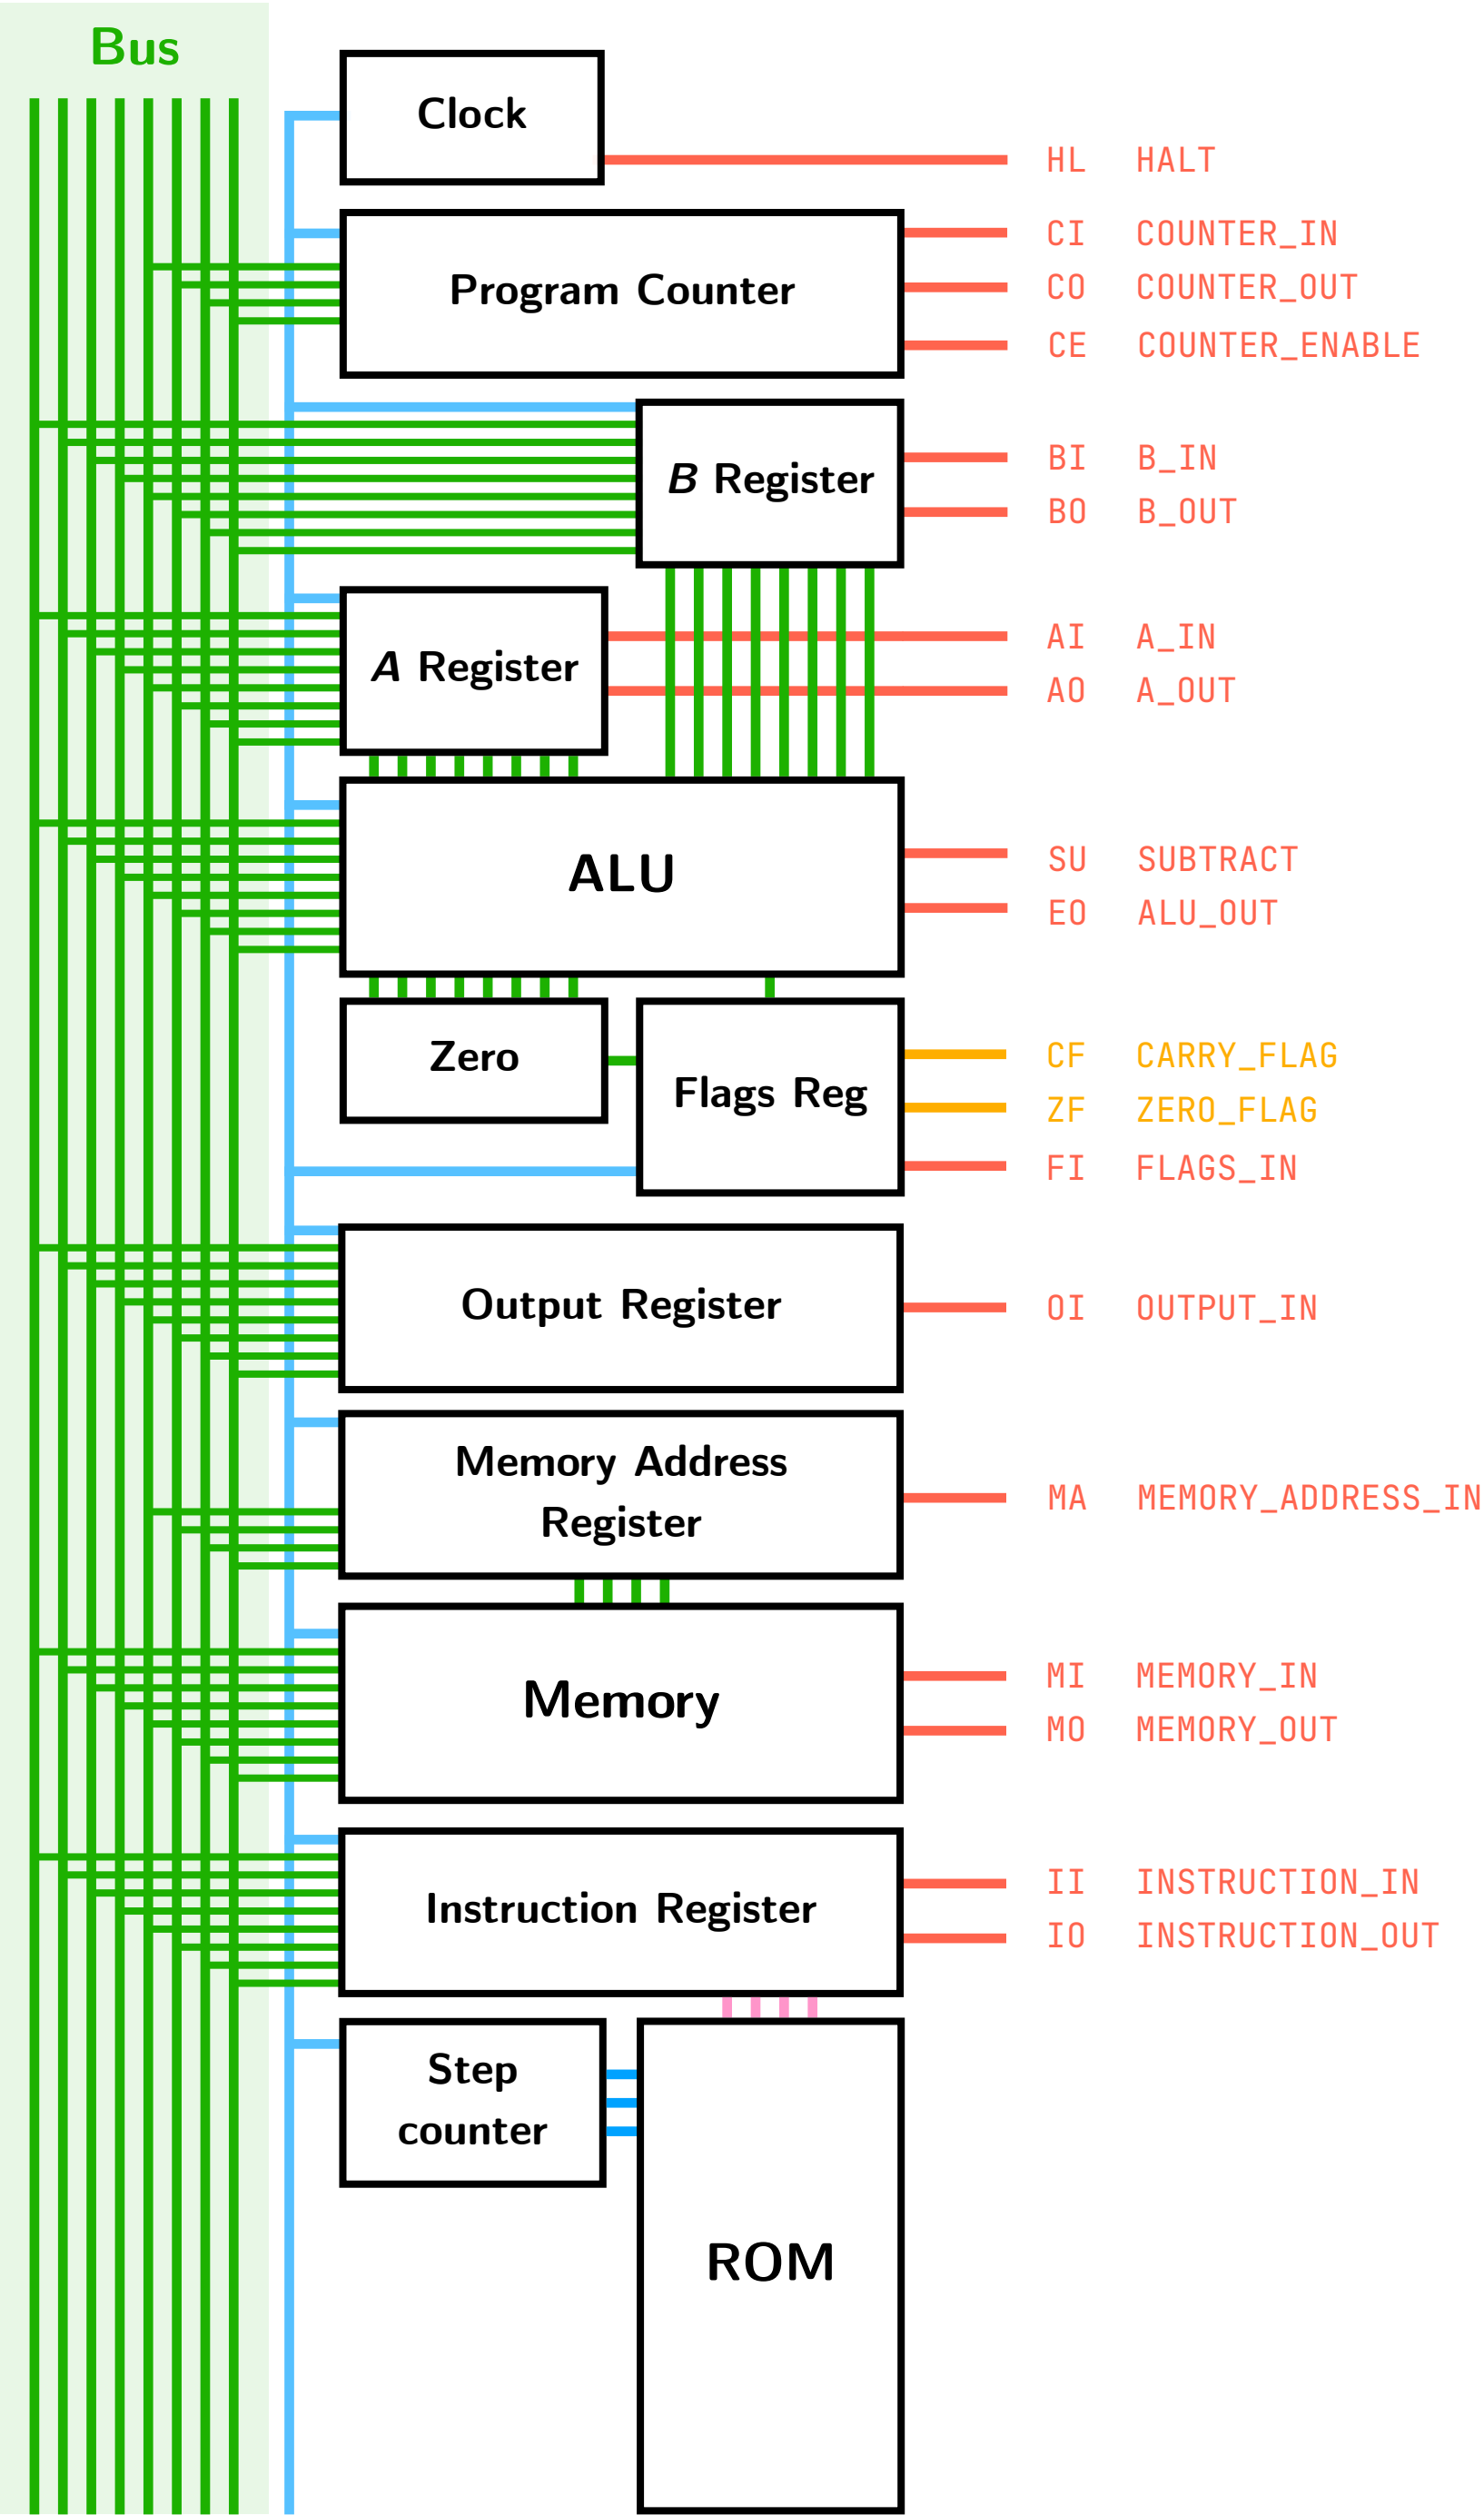 Bus
Clock
HL HALT
CI COUNTER_IN
Program Counter
CO COUNTER_OUT
CE COUNTER_ENABLE
BI B_IN
B Register
BO B_OUT
AI A_IN
A Register
AO A_OUT
SU SUBTRACT
ALU
EO ALU_OUT
Zero
CF CARRY_FLAG
Flags Reg
ZF ZERO_FLAG
FI FLAGS_IN
Output Register
OI OUTPUT_IN
Memory Address
Register
MA MEMORY_ADDRESS_IN
MI MEMORY_IN
Memory
MO MEMORY_OUT
II INSTRUCTION_IN
Instruction Register
IO INSTRUCTION_OUT
Step
counter
ROM